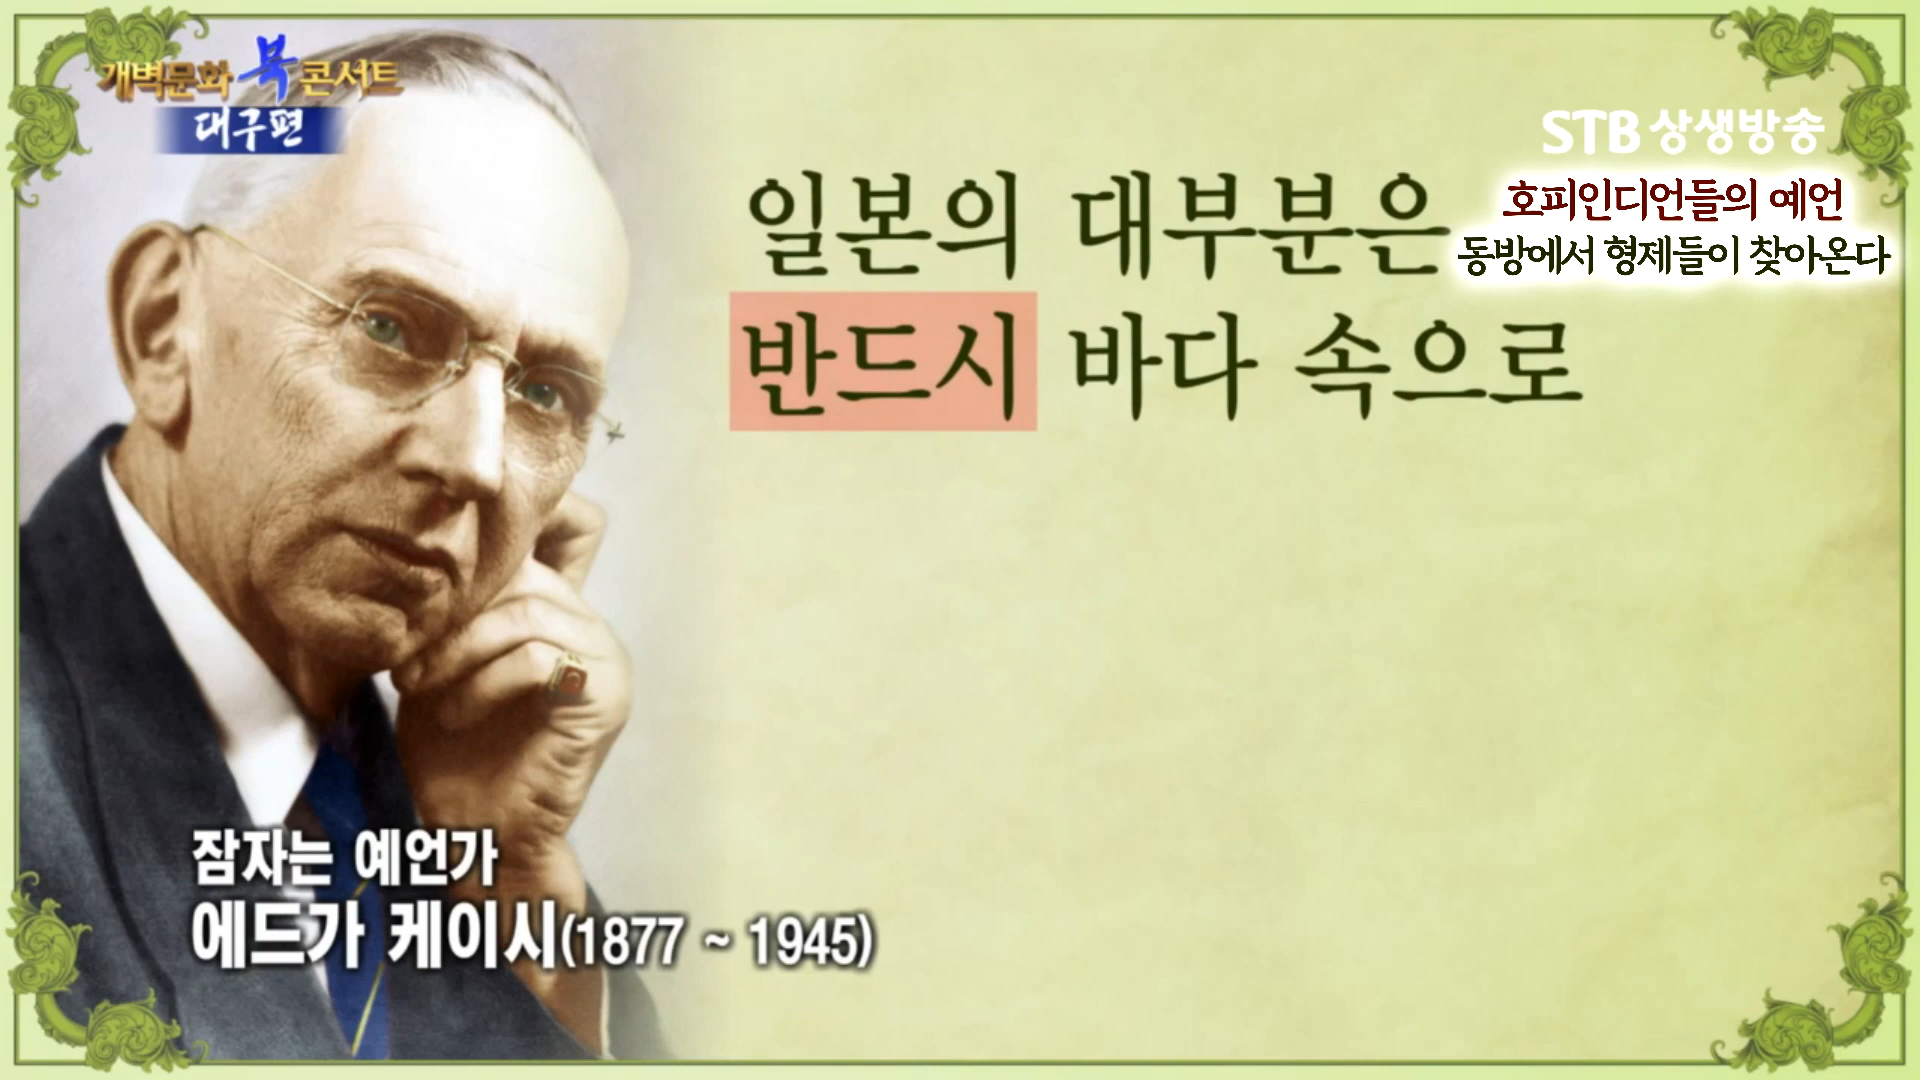 개벽문화 북 콘서트
대구편
STB 상생방송
호피인디언들의 예언
동방에서 형제들이 찾아온다
일본의 대부분은
반드시 바다 속으로
잠자는 예언가
에드가 케이시(1877 ~ 1945)